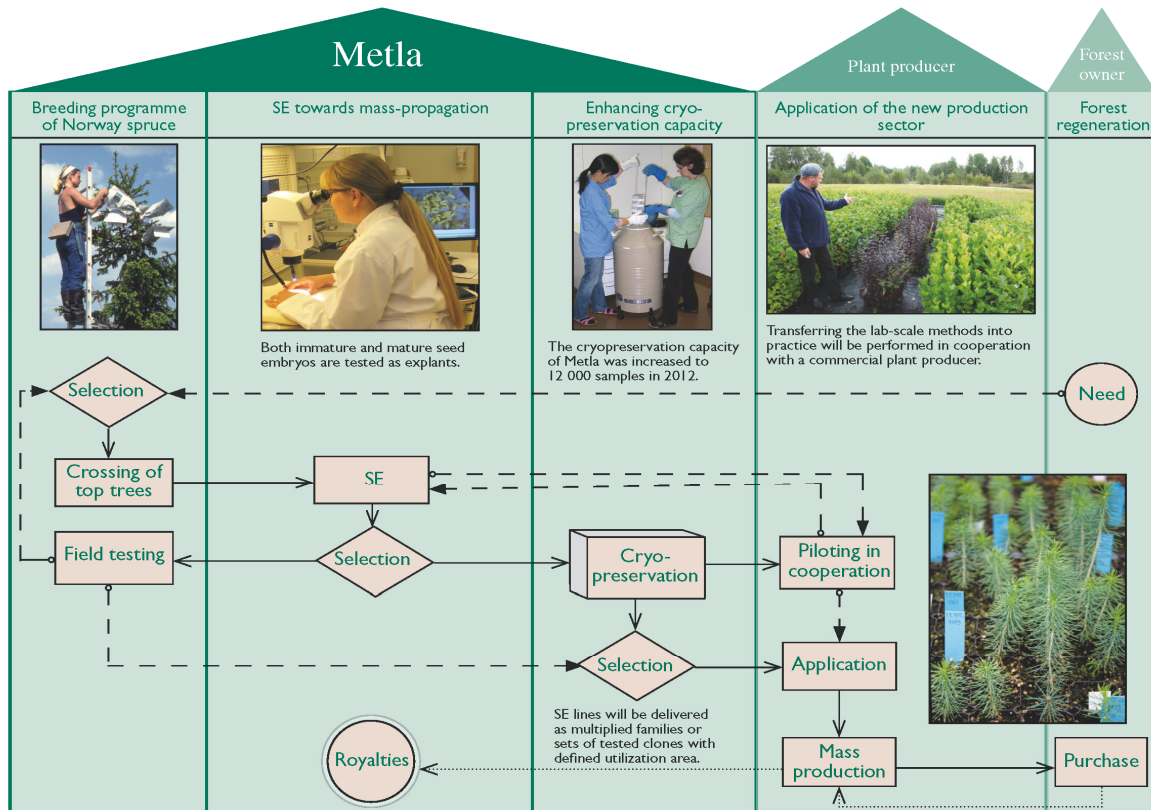 Metla
Plant producer
Forest
owner
Breeding programme
of Norway spruce
SE towards mass-propagation
Enhancing cryo-
preservation capacity
Application of the new production
sector
Forest
regeneration
Both immature and mature seed
embryos are tested as explants.
The cryopreservation capacity
of Metla was increased to
12 000 samples in 2012.
Transferring the lab-scale methods into
practice will be performed in cooperation
with a commercial plant producer.
Selection
Need
Crossing of
top trees
SE
Field testing
Selection
Cryo-
preservation
Piloting in
cooperation
Selection
Application
SE lines will be delivered
as multiplied families or
sets of tested clones with
defined utilization area.
Royalties
Mass
production
Purchase